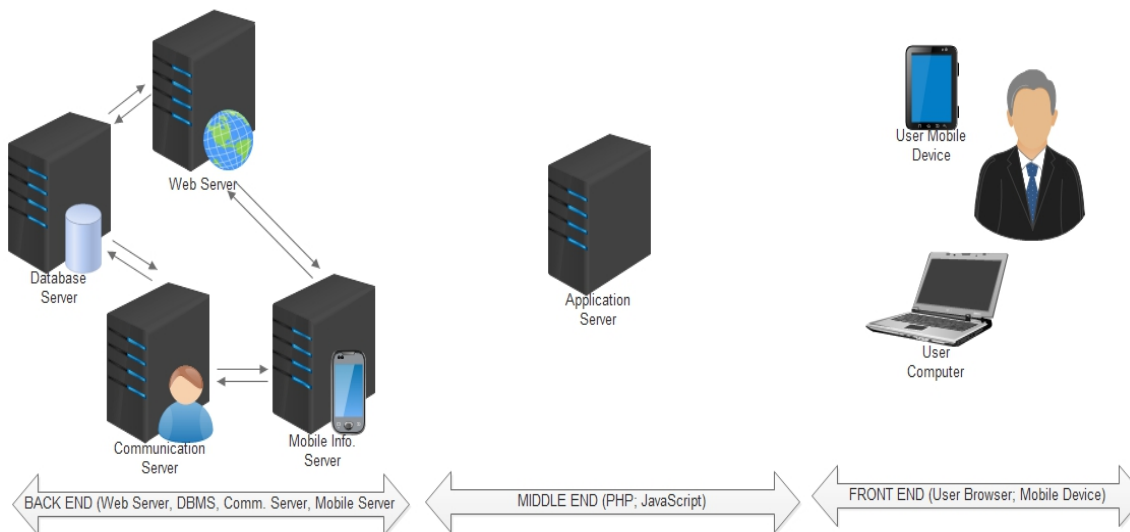 Web Server
User Mobile
Device
Database
Server
Application
Server
User
Computer
Communication
Server
Mobile Info.
Server
BACK END (Web Server, DBMS, Comm. Server, Mobile Server
MIDDLE END (PHP; JavaScript)
FRONT END (User Browser; Mobile Device)